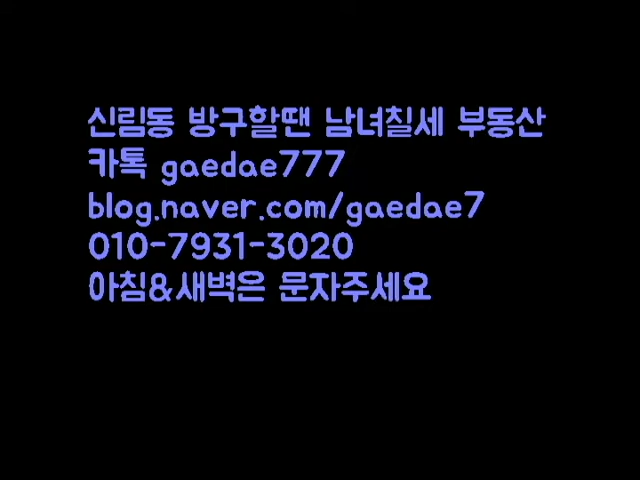 신림동 방구할땐 남녀칠세 부동산
카톡 gaedae777
blog.naver.com/gaedae7
010-7931-3020
아침&새벽은 문자주세요